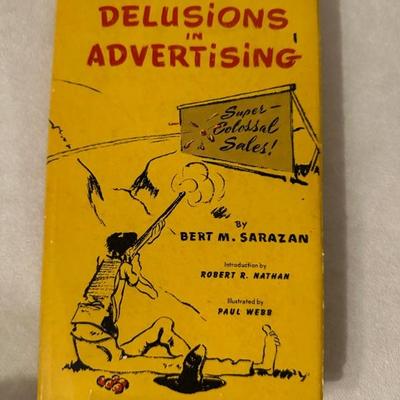 DELUSIONS
IN
ADVERTISING
Super-
Colossal
Sales!
BY
BERT M. SARAZAN
Introduction by
ROBERT R. NATHAN
Illustrated by
PAUL WEBB